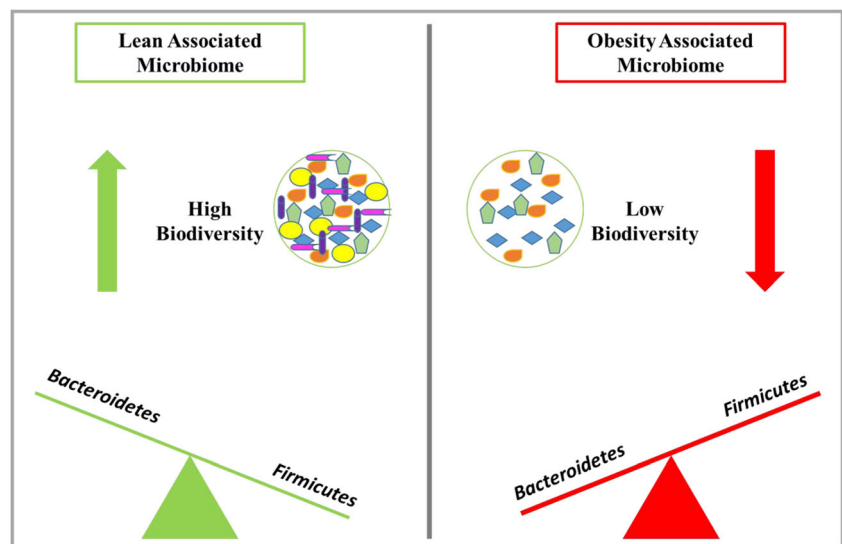 Lean Associated
Microbiome
High
Biodiversity
Bacteroidetes
Firmicutes
Obesity Associated
Microbiome
Low
Biodiversity
Firmicutes
Bacteroidetes